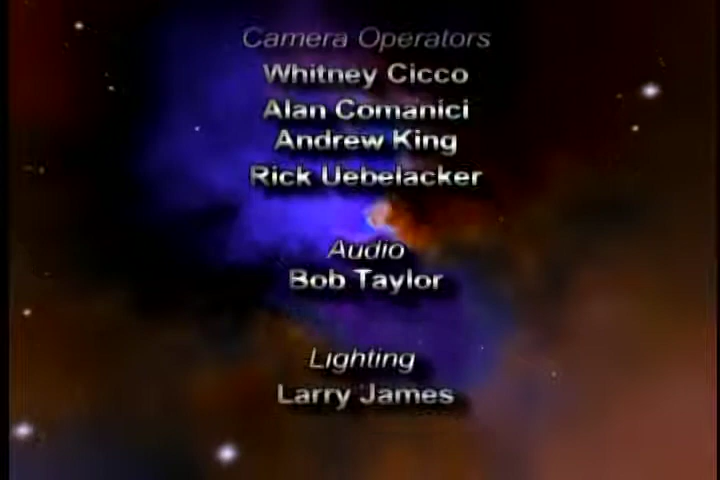 Camera Operators
Whitney Cicco
Alan Comanici
Andrew King
Rick Uebelacker
Audio
Bob Taylor
Lighting
Larry James